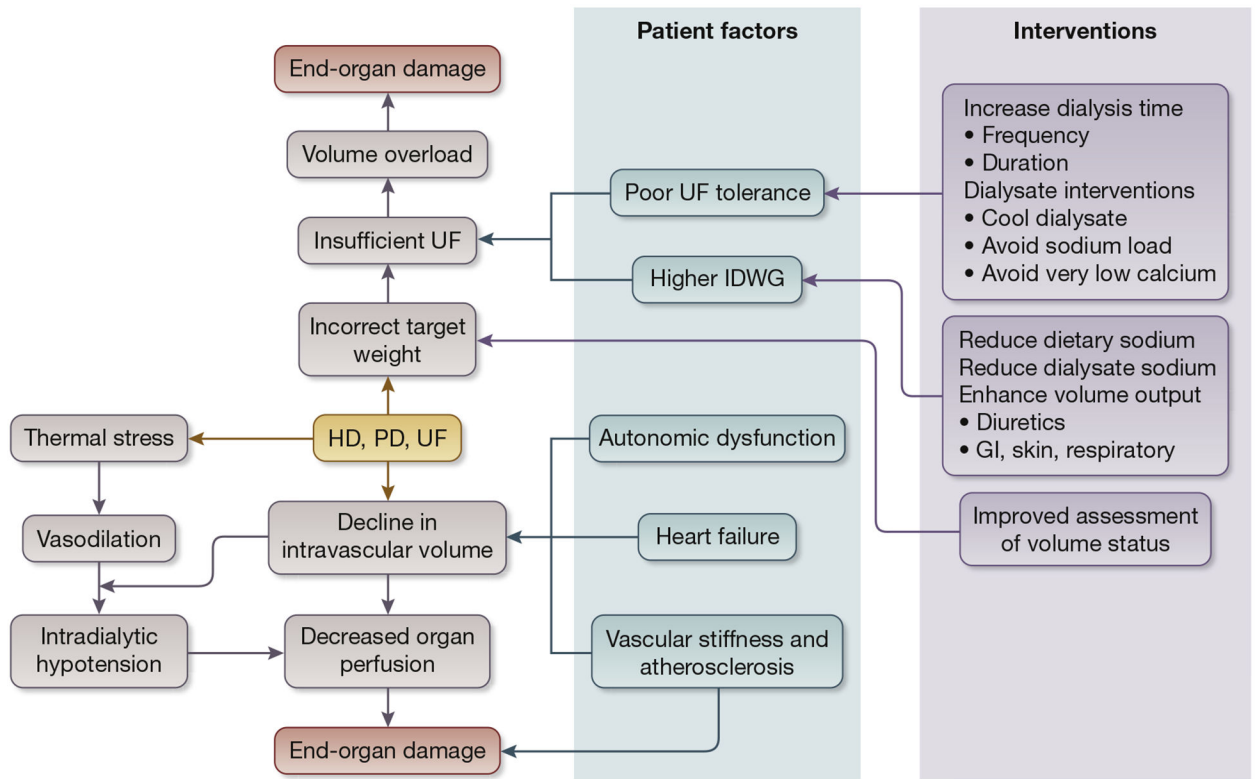 Patient factors
Interventions
End-organ damage
Volume overload
Insufficient UF
Incorrect target
weight
HD, PD, UF
Thermal stress
Vasodilation
Decline in
intravascular volume
Intradialytic
hypotension
Decreased organ
perfusion
End-organ damage
Poor UF tolerance
Higher IDWG
Autonomic dysfunction
Heart failure
Vascular stiffness and
atherosclerosis
Increase dialysis time
• Frequency
• Duration
Dialysate interventions
• Cool dialysate
• Avoid sodium load
• Avoid very low calcium
Reduce dietary sodium
Reduce dialysate sodium
Enhance volume output
• Diuretics
• GI, skin, respiratory
Improved assessment
of volume status